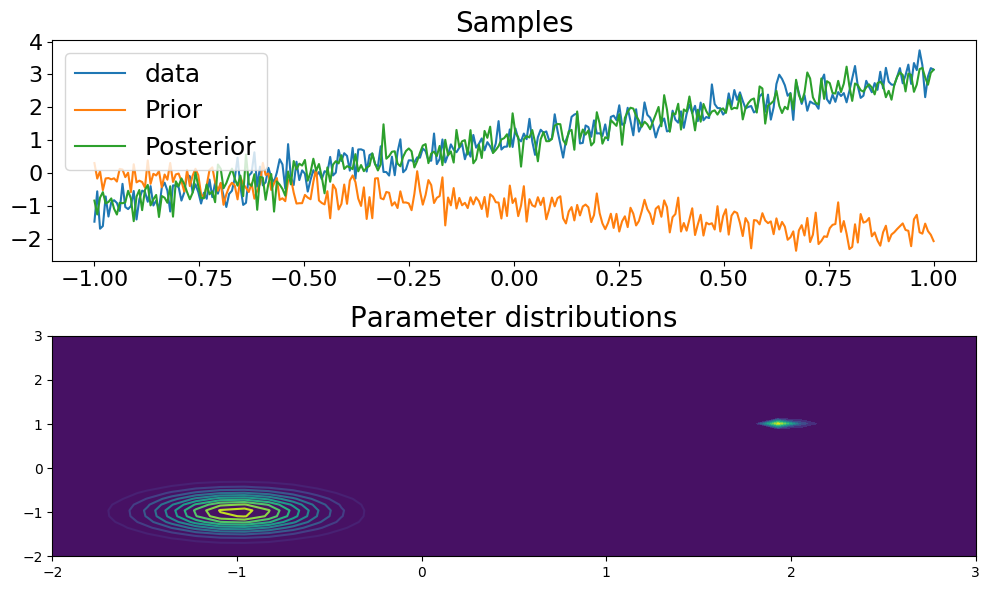 Samples
4
3
2
1
0
−1
−2
data
Prior
Posterior
−1.00 −0.75 −0.50 −0.25 0.00 0.25 0.50 0.75 1.00
Parameter distributions
3
2
1
0
−1
−2
−2 −1 0 1 2 3